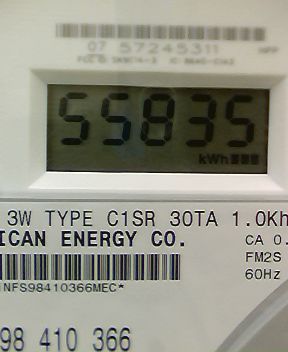 07 57245311 HPP
55835
kWh
3W TYPE C1SR 30TA 1.0Kh
ICAN ENERGY CO.
CA 0.
FM2S
60Hz
NFS98410366MEC*
98 410 366